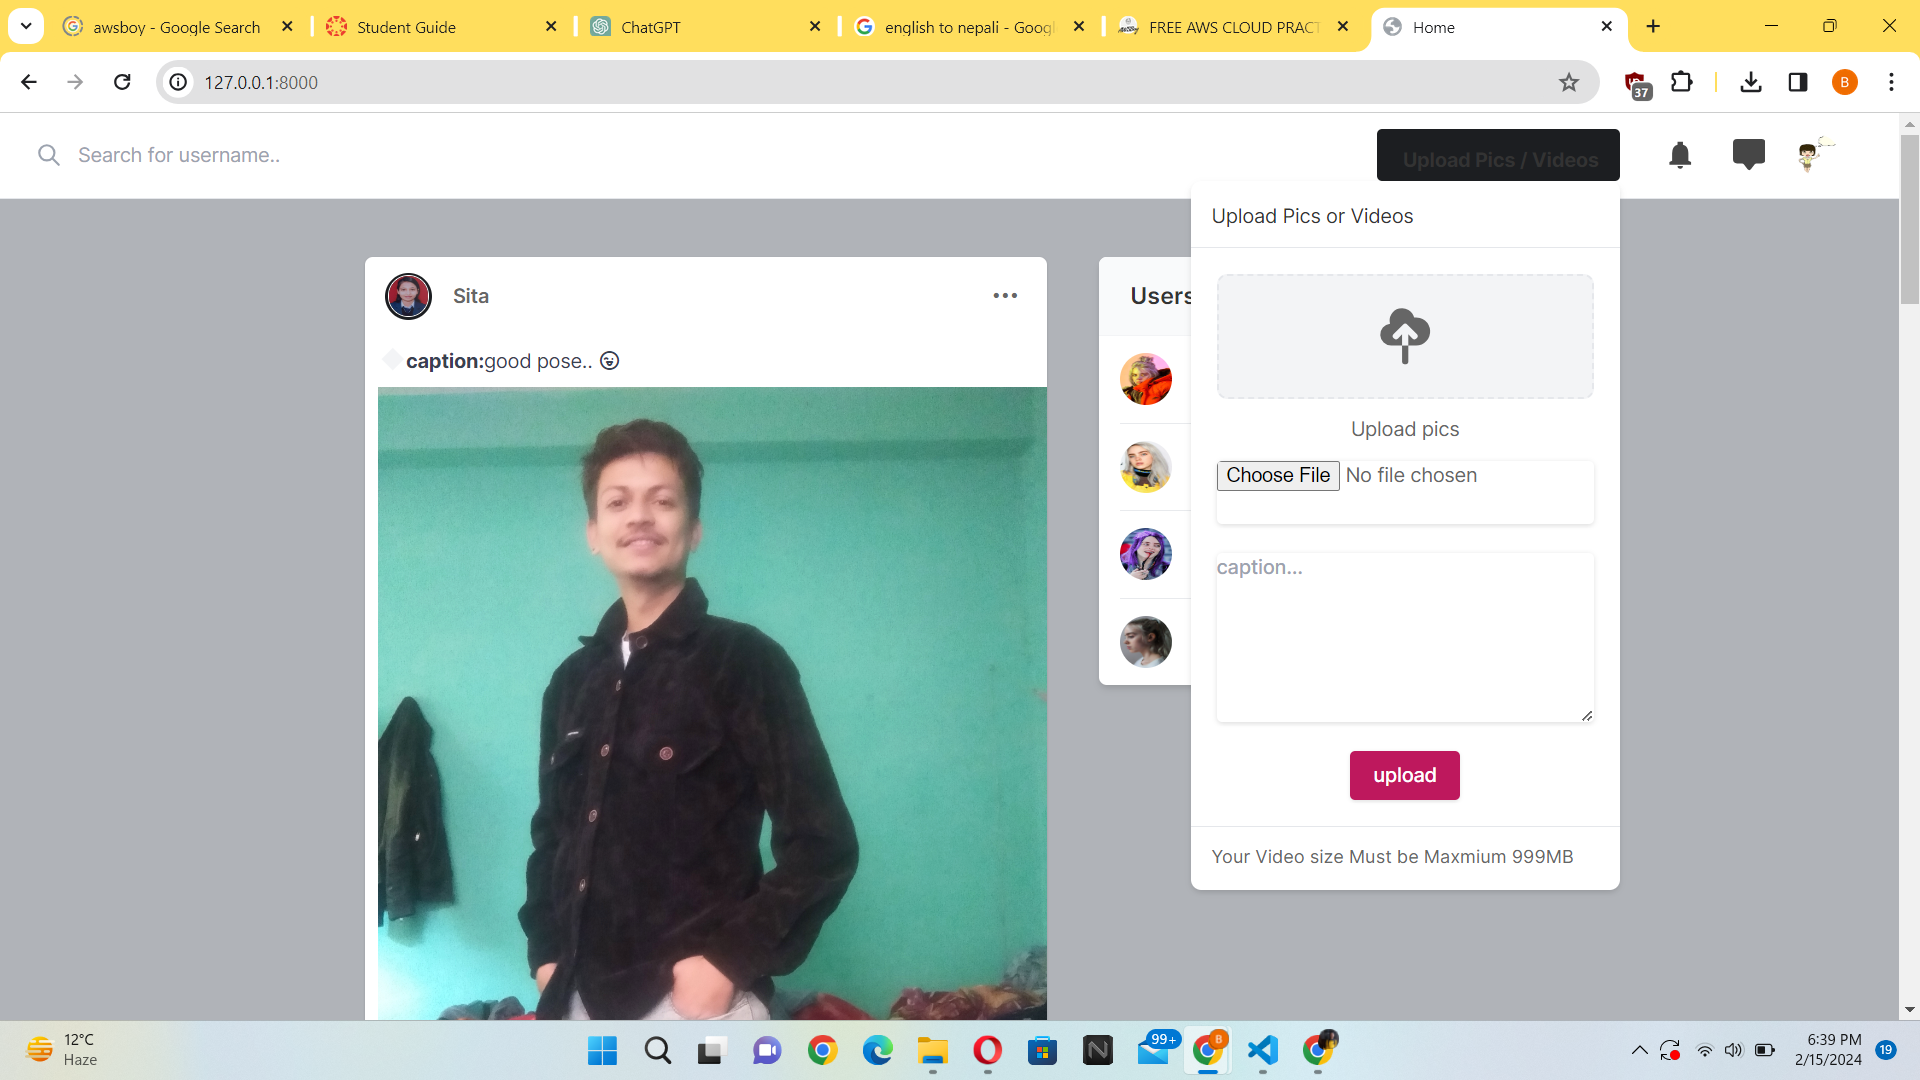 awsboy - Google Search
Student Guide
ChatGPT
english to nepali - Goog
FREE AWS CLOUD PRACT
Home
127.0.0.1:8000
37
B
Search for username..
Upload Pics / Videos
Upload Pics or Videos
Sita
Users
caption:good pose..
Upload pics
Choose File No file chosen
caption...
upload
Your Video size Must be Maxmium 999MB
12°C
Haze
99+
B
6:39 PM
2/15/2024
19